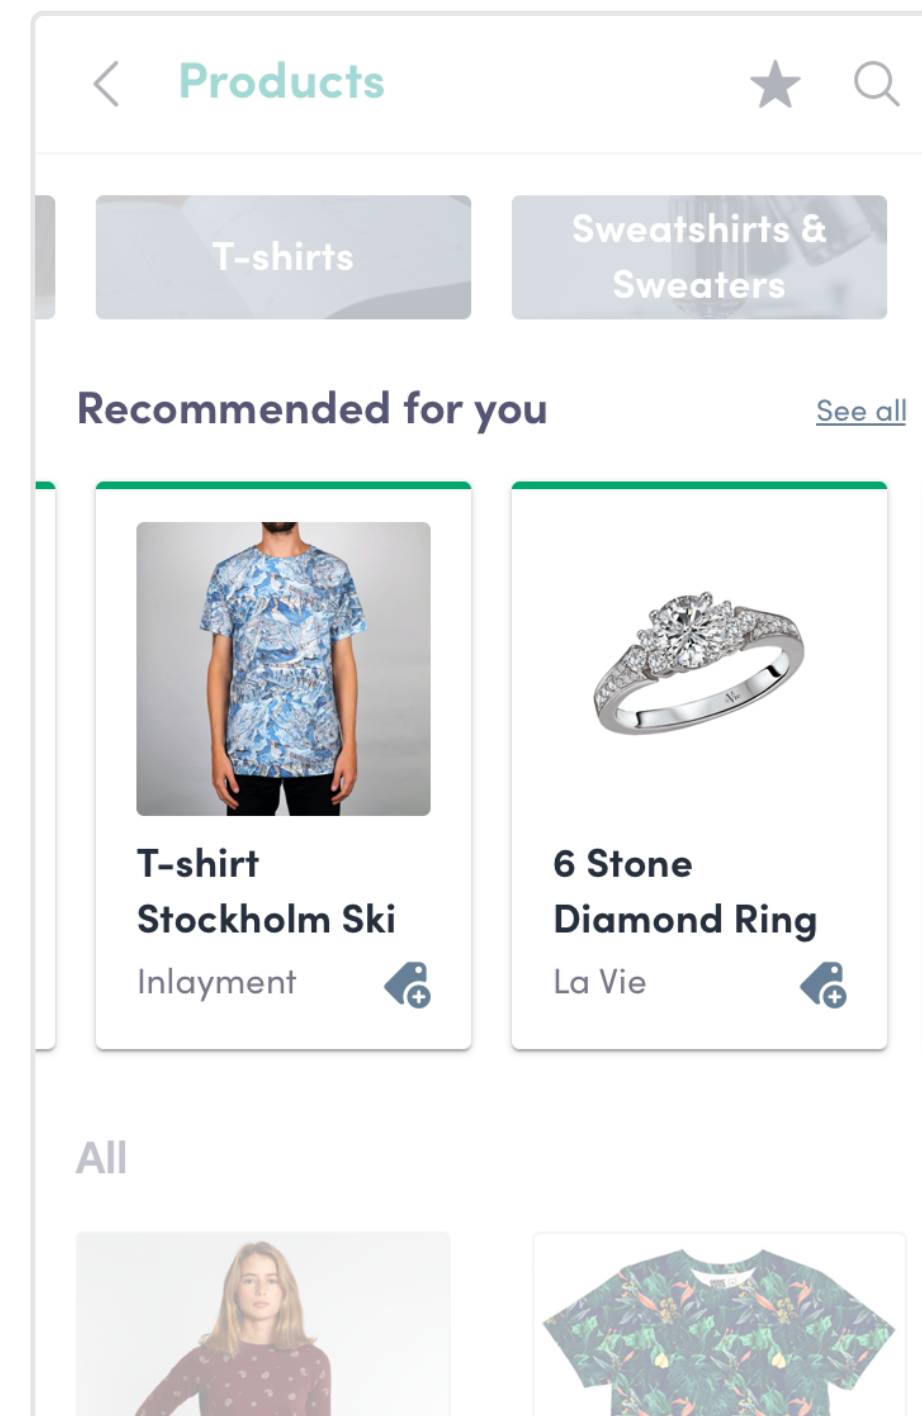 Products
T-shirts
Sweatshirts &
Sweaters
Recommended for you
See all
T-shirt
Stockholm Ski
Inlayment
6 Stone
Diamond Ring
La Vie
All